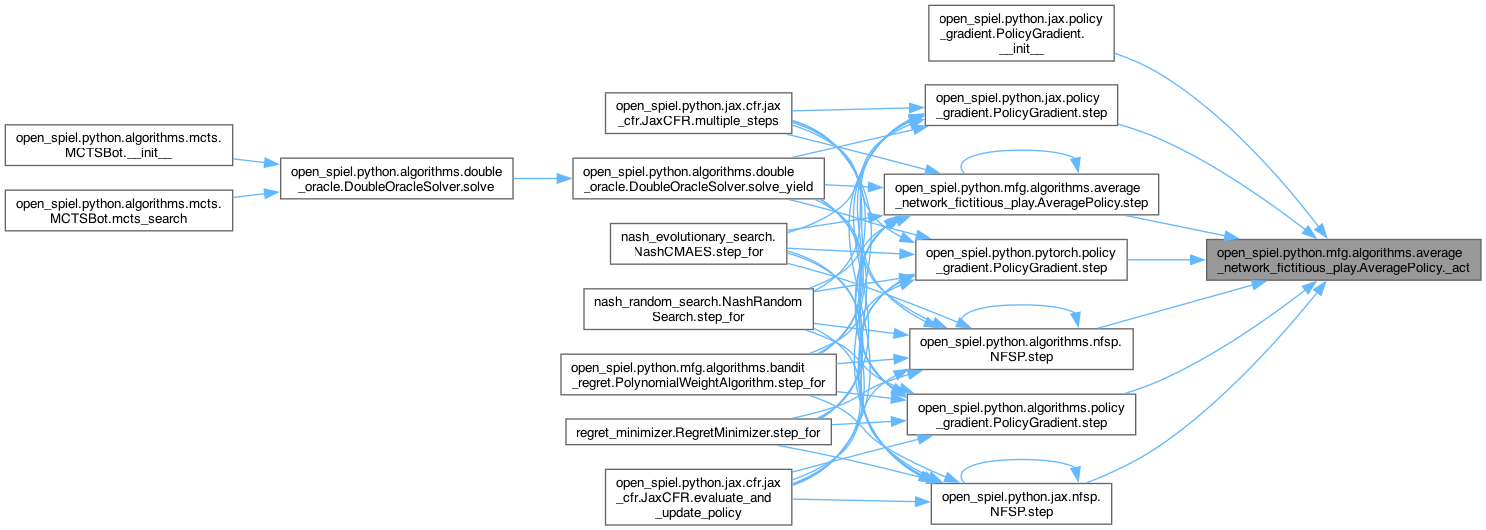 open_spiel.python.algorithms.mcts.
MCTSBot.__init__
open_spiel.python.algorithms.mcts.
MCTSBot.mcts_search
open_spiel.python.algorithms.double
_oracle.DoubleOracleSolver.solve
open_spiel.python.jax.cfr.jax
_cfr.JaxCFR.multiple_steps
open_spiel.python.algorithms.double
_oracle.DoubleOracleSolver.solve_yield
nash_evolutionary_search.
NashCMAES.step_for
nash_random_search.NashRandom
Search.step_for
open_spiel.python.mfg.algorithms.bandit
_regret.PolynomialWeightAlgorithm.step_for
regret_minimizer.RegretMinimizer.step_for
open_spiel.python.jax.cfr.jax
_cfr.JaxCFR.evaluate_and
_update_policy
open_spiel.python.jax.policy
_gradient.PolicyGradient.
__init__
open_spiel.python.jax.policy
_gradient.PolicyGradient.step
open_spiel.python.mfg.algorithms.average
_network_fictitious_play.AveragePolicy.step
open_spiel.python.pytorch.policy
_gradient.PolicyGradient.step
open_spiel.python.algorithms.nfsp.
NFSP.step
open_spiel.python.algorithms.policy
_gradient.PolicyGradient.step
open_spiel.python.jax.nfsp.
NFSP.step
open_spiel.python.mfg.algorithms.average
_network_fictitious_play.AveragePolicy._act